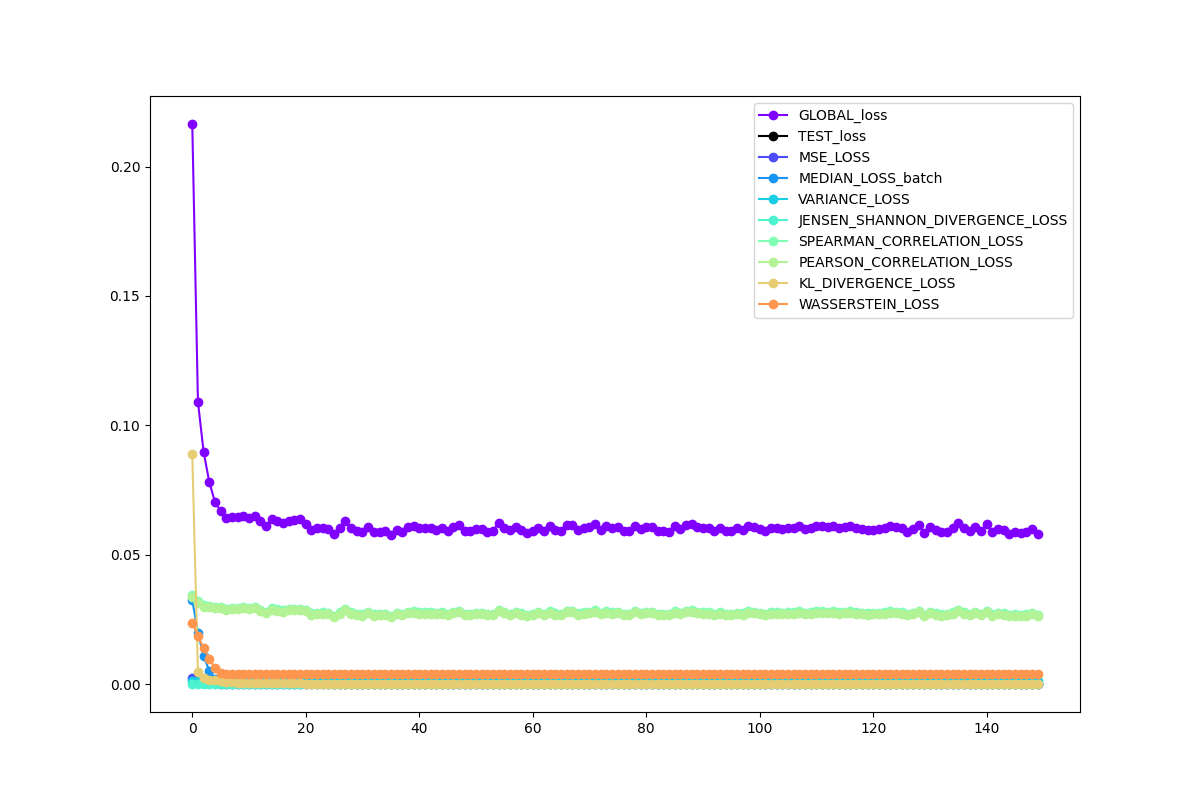 GLOBAL_loss
TEST_loss
MSE_LOSS
MEDIAN_LOSS_batch
VARIANCE_LOSS
JENSEN_SHANNON_DIVERGENCE_LOSS
SPEARMAN_CORRELATION_LOSS
PEARSON_CORRELATION_LOSS
KL_DIVERGENCE_LOSS
WASSERSTEIN_LOSS
0.20
0.15
0.10
0.05
0.00
0 20 40 60 80 100 120 140